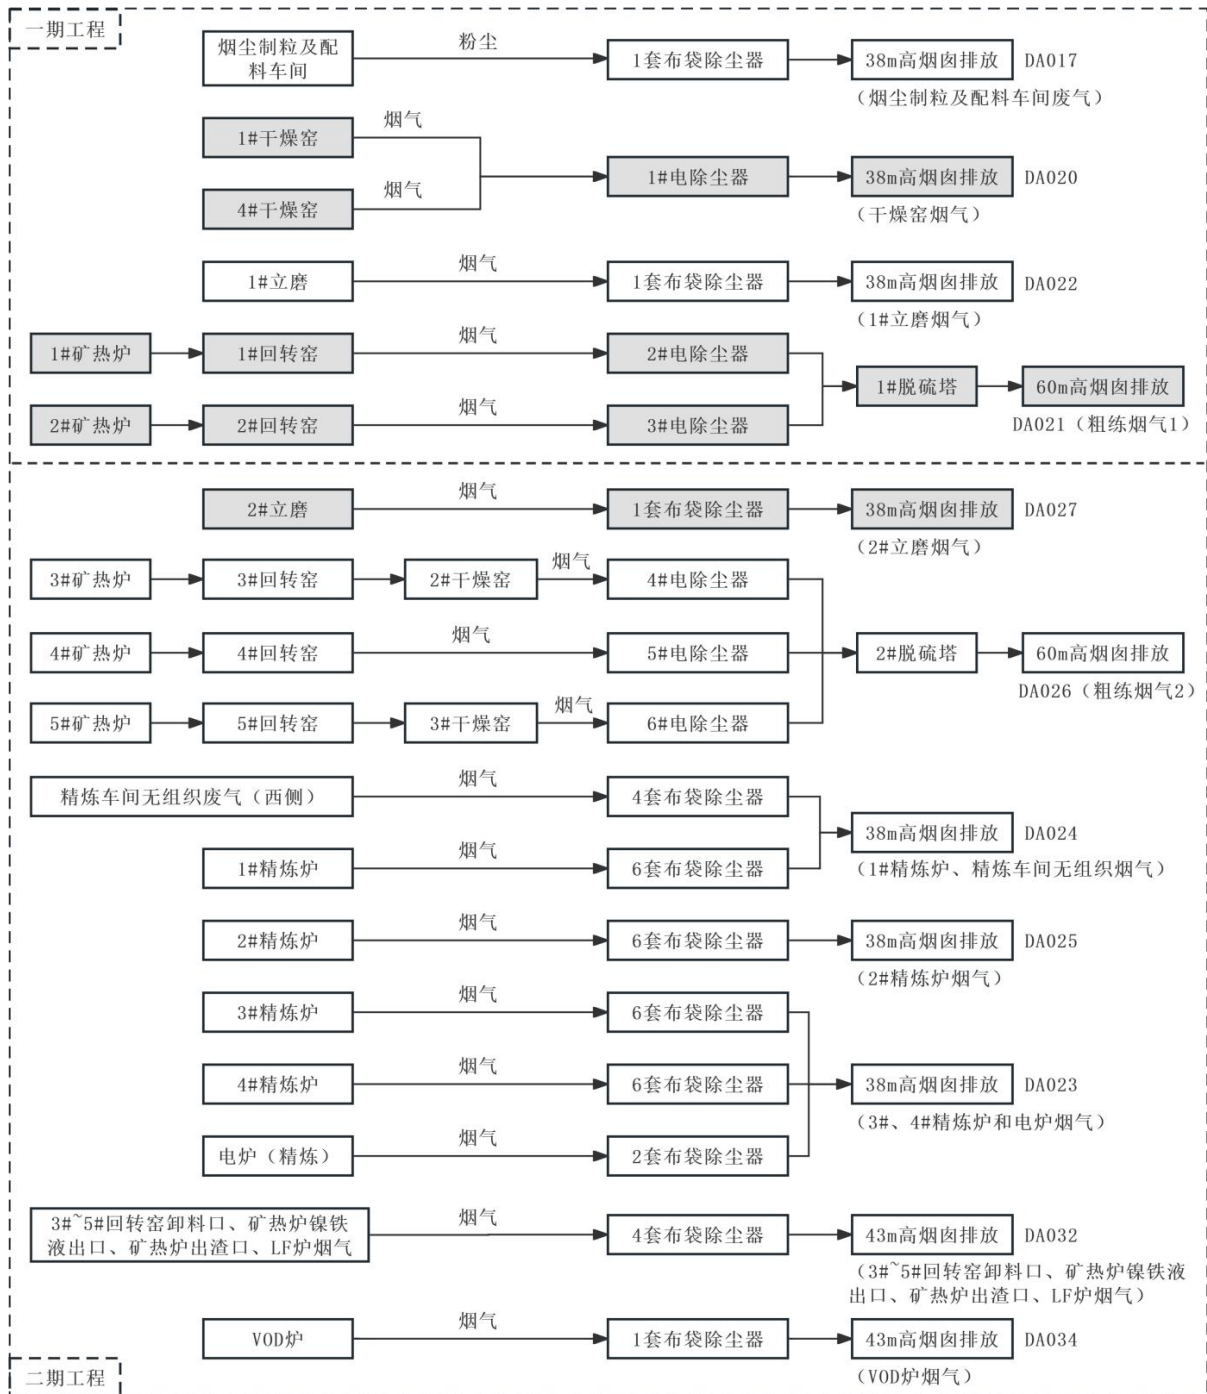 一期工程
烟尘制粒及配
料车间
粉尘
1套布袋除尘器
38m高烟囱排放
DA017
（烟尘制粒及配料车间废气）
1#干燥窑
烟气
4#干燥窑
烟气
1#电除尘器
38m高烟囱排放
DA020
（干燥窑烟气）
1#立磨
烟气
1套布袋除尘器
38m高烟囱排放
DA022
（1#立磨烟气）
1#矿热炉
1#回转窑
烟气
2#电除尘器
2#矿热炉
2#回转窑
烟气
3#电除尘器
1#脱硫塔
60m高烟囱排放
DA021（粗练烟气1）
2#立磨
烟气
1套布袋除尘器
38m高烟囱排放
DA027
（2#立磨烟气）
3#矿热炉
3#回转窑
2#干燥窑
烟气
4#电除尘器
4#矿热炉
4#回转窑
烟气
5#电除尘器
2#脱硫塔
60m高烟囱排放
DA026（粗练烟气2）
5#矿热炉
5#回转窑
3#干燥窑
烟气
6#电除尘器
精炼车间无组织废气（西侧）
烟气
4套布袋除尘器
1#精炼炉
烟气
6套布袋除尘器
38m高烟囱排放
DA024
（1#精炼炉、精炼车间无组织烟气）
2#精炼炉
烟气
6套布袋除尘器
38m高烟囱排放
DA025
（2#精炼炉烟气）
3#精炼炉
烟气
6套布袋除尘器
4#精炼炉
烟气
6套布袋除尘器
38m高烟囱排放
DA023
（3#、4#精炼炉和电炉烟气）
电炉（精炼）
烟气
2套布袋除尘器
3#~5#回转窑卸料口、矿热炉镍铁
液出口、矿热炉出渣口、LF炉烟气
烟气
4套布袋除尘器
43m高烟囱排放
DA032
（3#~5#回转窑卸料口、矿热炉镍铁液
出口、矿热炉出渣口、LF炉烟气）
VOD炉
烟气
1套布袋除尘器
43m高烟囱排放
DA034
（VOD炉烟气）
二期工程